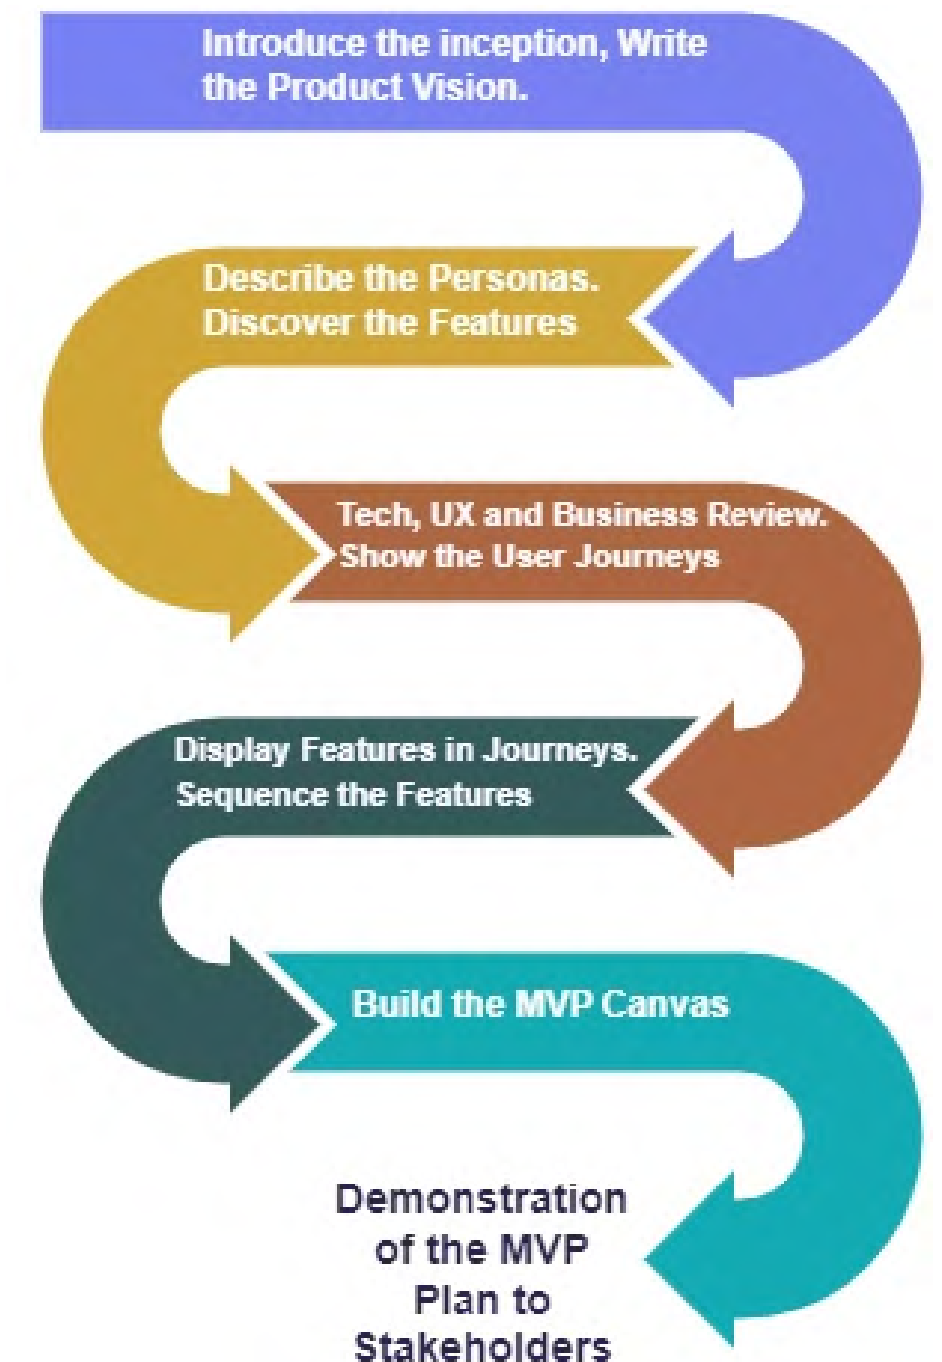 Introduce the inception, Write
the Product Vision.
Describe the Personas.
Discover the Features
Tech, UX and Business Review.
Show the User Journeys
Display Features in Journeys.
Sequence the Features
Build the MVP Canvas
Demonstration
of the MVP
Plan to
Stakeholders